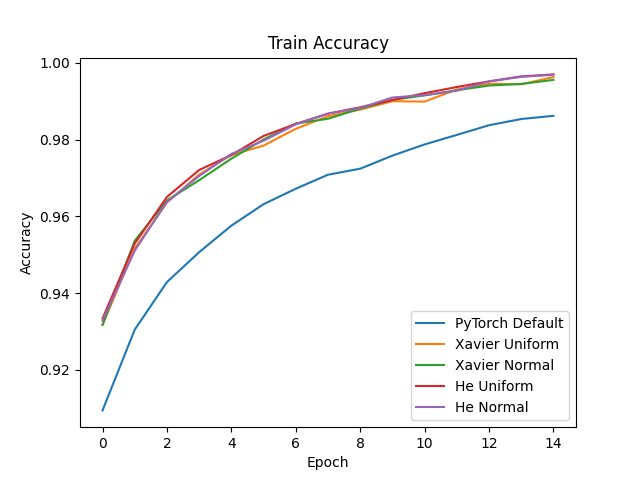 Train Accuracy
1.00
0.98
0.96
0.94
0.92
Accuracy
0
2
4
6
8
10
12
14
Epoch
PyTorch Default
Xavier Uniform
Xavier Normal
He Uniform
He Normal